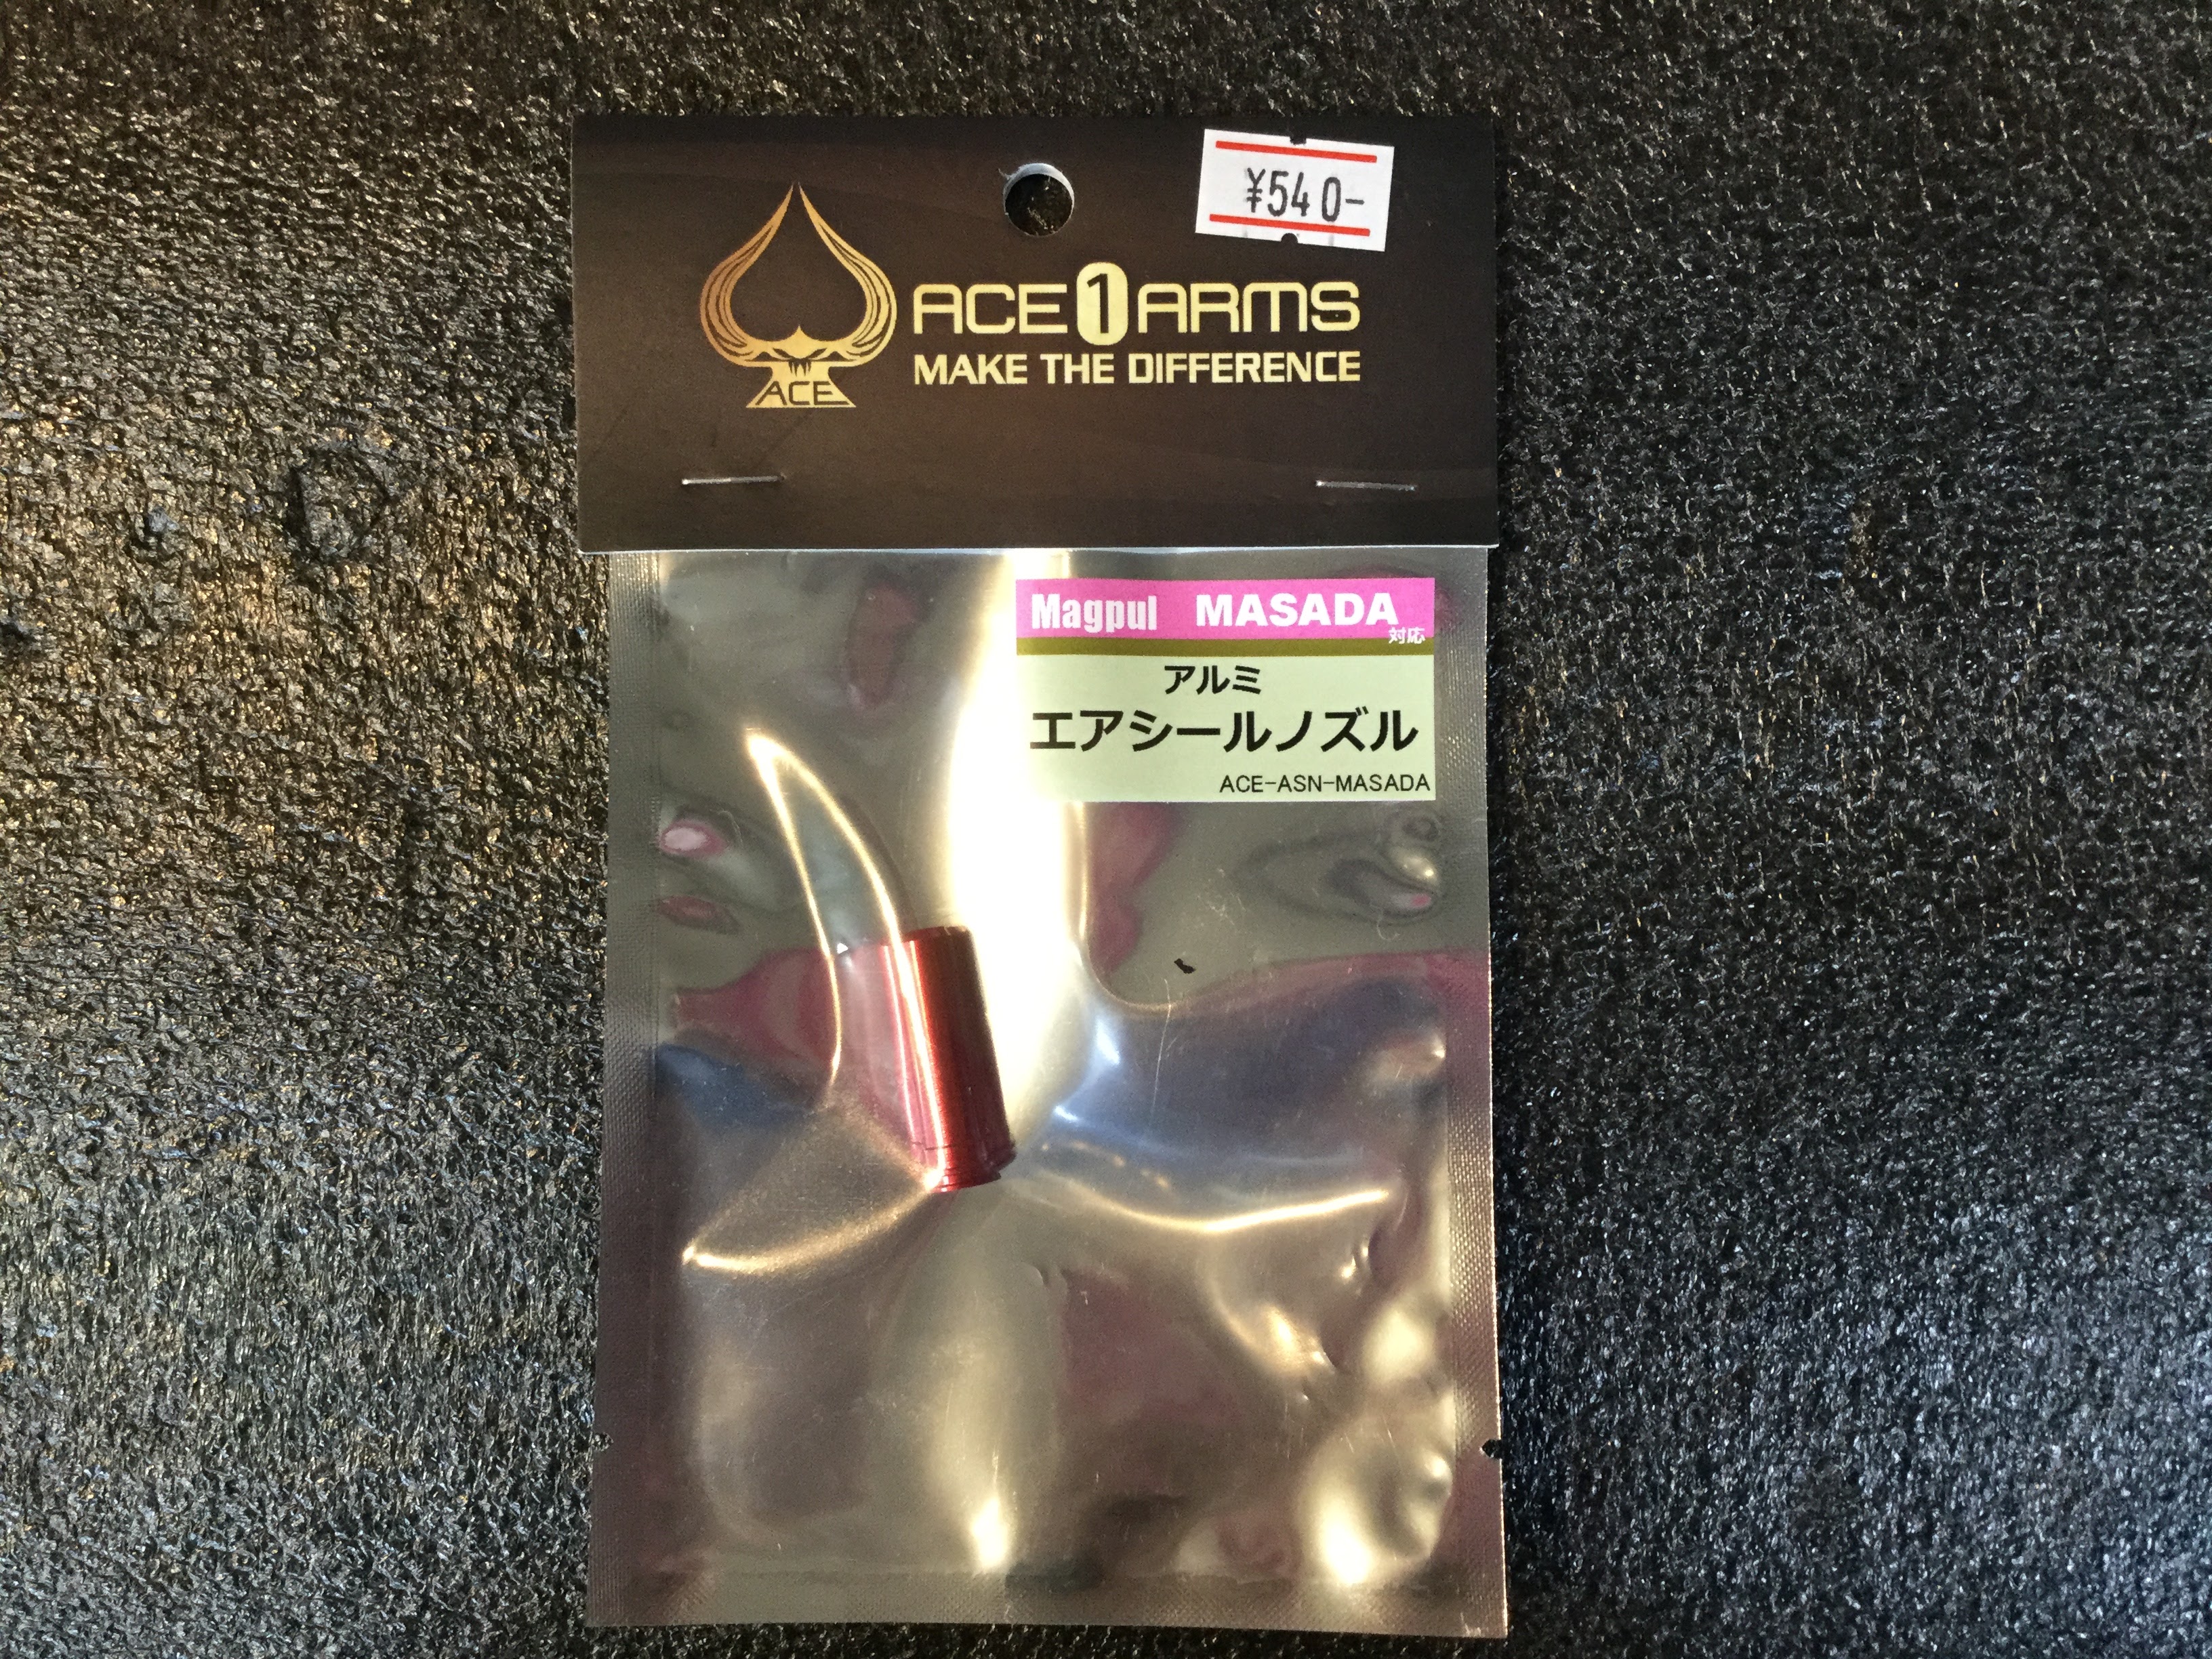 ¥540-
ACE 1 ARMS
MAKE THE DIFFERENCE
ACE
Magpul MASADA
対応
アルミ
エアシールノズル
ACE-ASN-MASADA